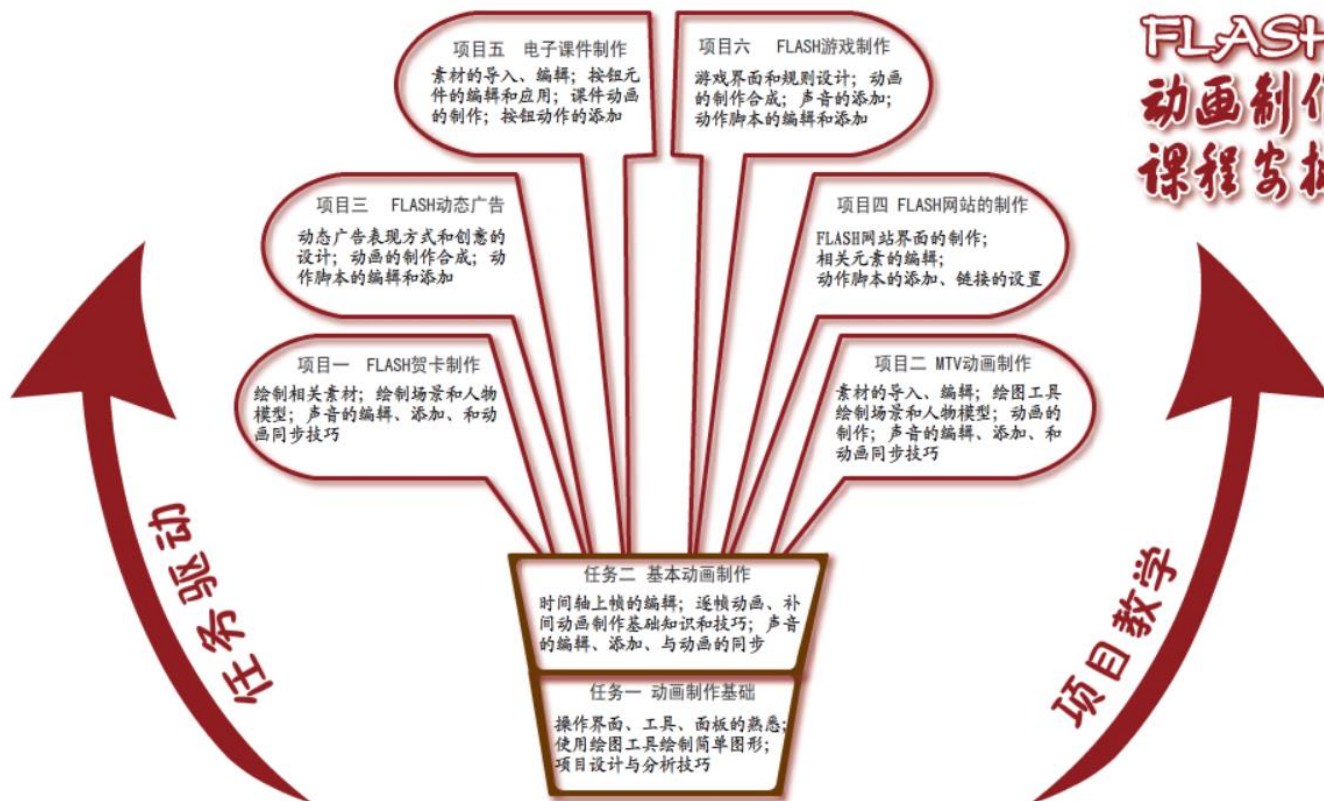 FLASH
动画制作
课程安排
项目五 电子课件制作
素材的导入、编辑；按钮元
件的编辑和应用；课件动画
的制作；按钮动作的添加
项目六 FLASH游戏制作
游戏界面和规则设计；动画
的制作合成；声音的添加；
动作脚本的编辑和添加
项目三 FLASH动态广告
动态广告表现方式和创意的
设计；动画的制作合成；动
作脚本的编辑和添加
项目四 FLASH网站的制作
FLASH网站界面的制作；
相关元素的编辑；
动作脚本的添加、链接的设置
项目一 FLASH贺卡制作
绘制相关素材；绘制场景和人物
模型；声音的编辑、添加、和动
画同步技巧
项目二 MTV动画制作
素材的导入、编辑；绘图工具
绘制场景和人物模型；动画的
制作；声音的编辑、添加、和
动画同步技巧
任务驱动
项目教学
任务二 基本动画制作
时间轴上帧的编辑；逐帧动画、补
间动画制作基础知识和技巧；声音
的编辑、添加、与动画的同步
任务一 动画制作基础
操作界面、工具、面板的熟悉；
使用绘图工具绘制简单图形；
项目设计与分析技巧